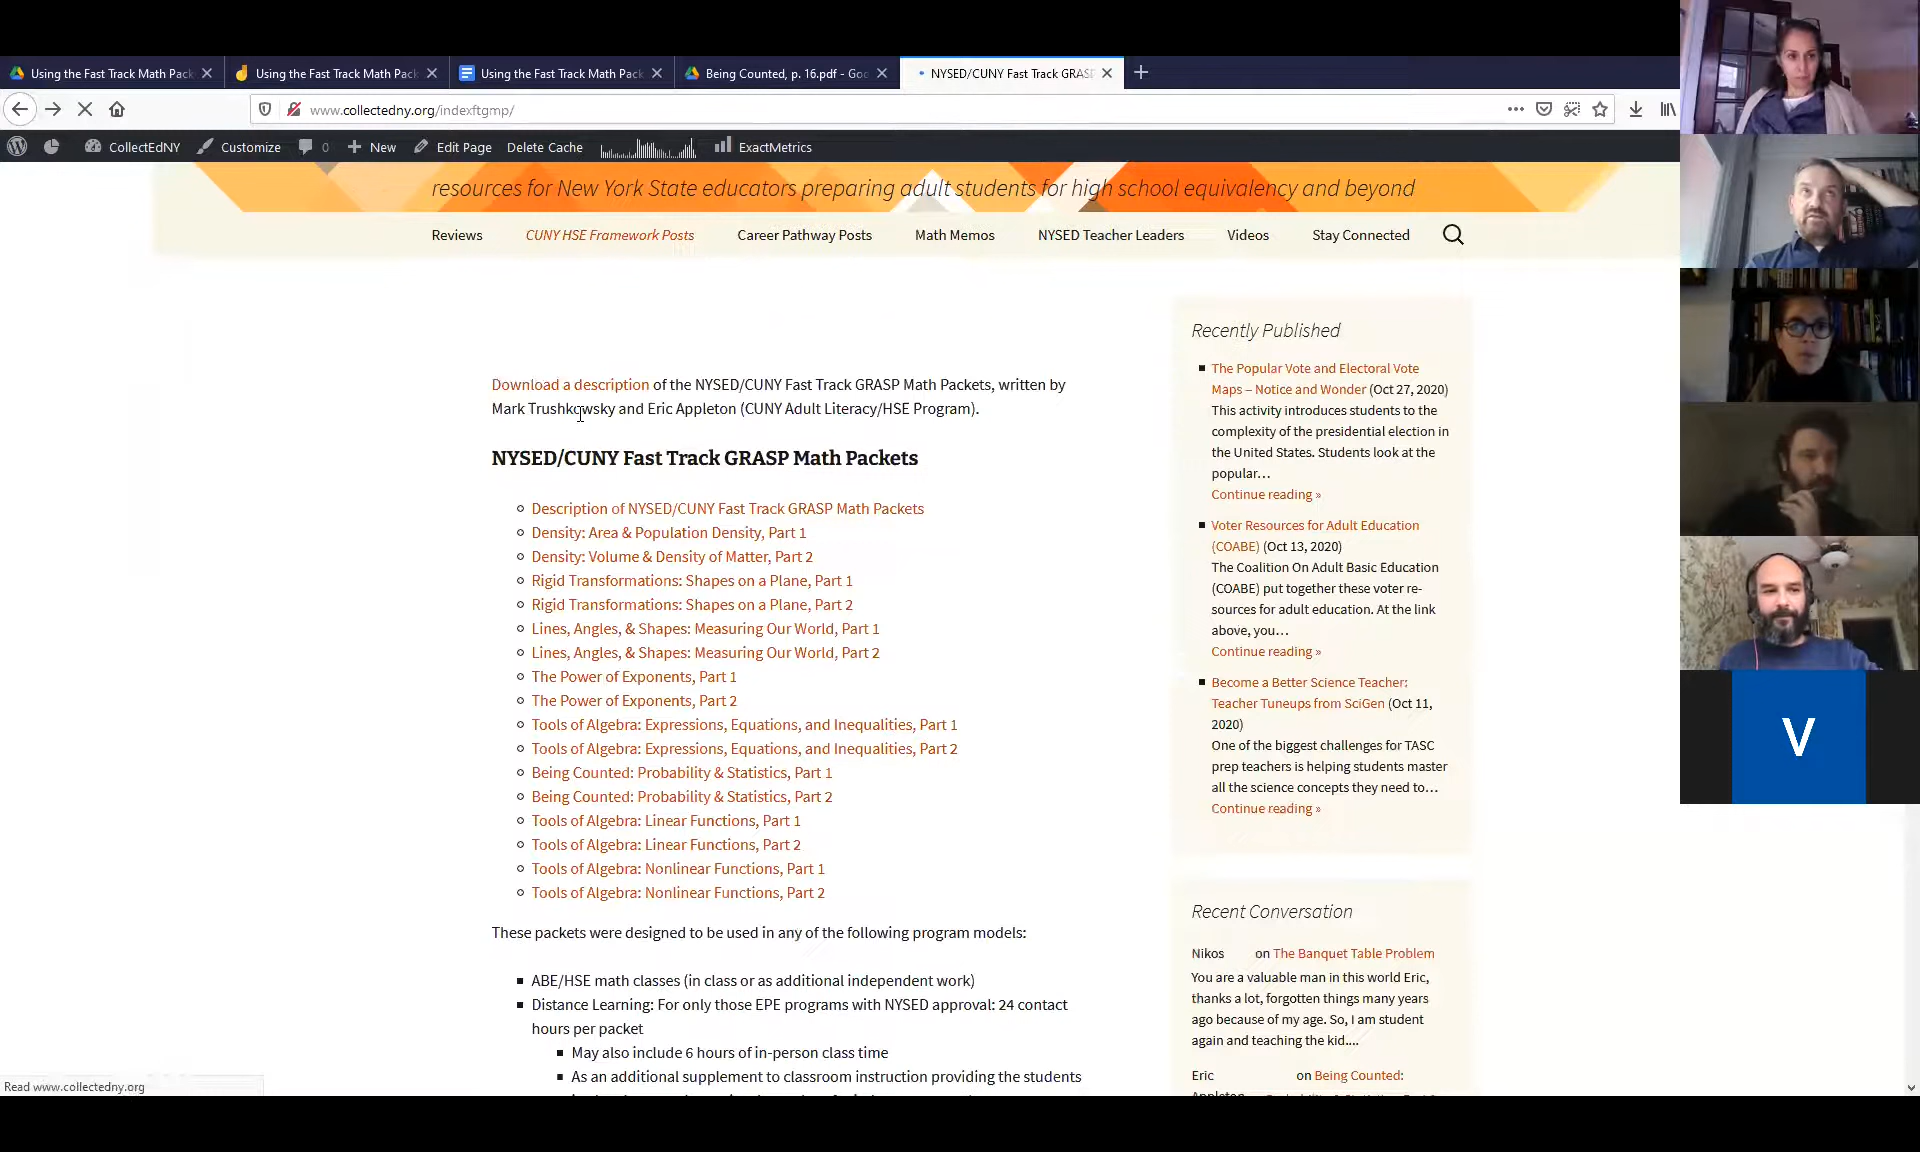 Using the Fast Track Math Pack
Using the Fast Track Math Pack
Using the Fast Track Math Pack
Being Counted, p. 16.pdf - Goo
NYSED/CUNY Fast Track GRASP
www.collectedny.org/indexftgmp/
CollectEdNY
Customize
0
New
Edit Page
Delete Cache
ExactMetrics
resources for New York State educators preparing adult students for high school equivalency and beyond
Reviews
CUNY HSE Framework Posts
Career Pathway Posts
Math Memos
NYSED Teacher Leaders
Videos
Stay Connected
Download a description of the NYSED/CUNY Fast Track GRASP Math Packets, written by
Mark Trushkowsky and Eric Appleton (CUNY Adult Literacy/HSE Program).
NYSED/CUNY Fast Track GRASP Math Packets
Description of NYSED/CUNY Fast Track GRASP Math Packets
Density: Area & Population Density, Part 1
Density: Volume & Density of Matter, Part 2
Rigid Transformations: Shapes on a Plane, Part 1
Rigid Transformations: Shapes on a Plane, Part 2
Lines, Angles, & Shapes: Measuring Our World, Part 1
Lines, Angles, & Shapes: Measuring Our World, Part 2
The Power of Exponents, Part 1
The Power of Exponents, Part 2
Tools of Algebra: Expressions, Equations, and Inequalities, Part 1
Tools of Algebra: Expressions, Equations, and Inequalities, Part 2
Being Counted: Probability & Statistics, Part 1
Being Counted: Probability & Statistics, Part 2
Tools of Algebra: Linear Functions, Part 1
Tools of Algebra: Linear Functions, Part 2
Tools of Algebra: Nonlinear Functions, Part 1
Tools of Algebra: Nonlinear Functions, Part 2
These packets were designed to be used in any of the following program models:
ABE/HSE math classes (in class or as additional independent work)
Distance Learning: For only those EPE programs with NYSED approval: 24 contact
hours per packet
May also include 6 hours of in-person class time
As an additional supplement to classroom instruction providing the students
Recently Published
The Popular Vote and Electoral Vote
Maps – Notice and Wonder (Oct 27, 2020)
This activity introduces students to the
complexity of the presidential election in
the United States. Students look at the
popular…
Continue reading »
Voter Resources for Adult Education
(COABE) (Oct 13, 2020)
The Coalition On Adult Basic Education
(COABE) put together these voter re-
sources for adult education. At the link
above, you…
Continue reading »
Become a Better Science Teacher:
Teacher Tuneups from SciGen (Oct 11,
2020)
One of the biggest challenges for TASC
prep teachers is helping students master
all the science concepts they need to…
Continue reading »
Recent Conversation
Nikos on The Banquet Table Problem
You are a valuable man in this world Eric,
thanks a lot, forgotten things many years
ago because of my age. So, I am student
again and teaching the kid....
Eric on Being Counted:
Read www.collectedny.org
V